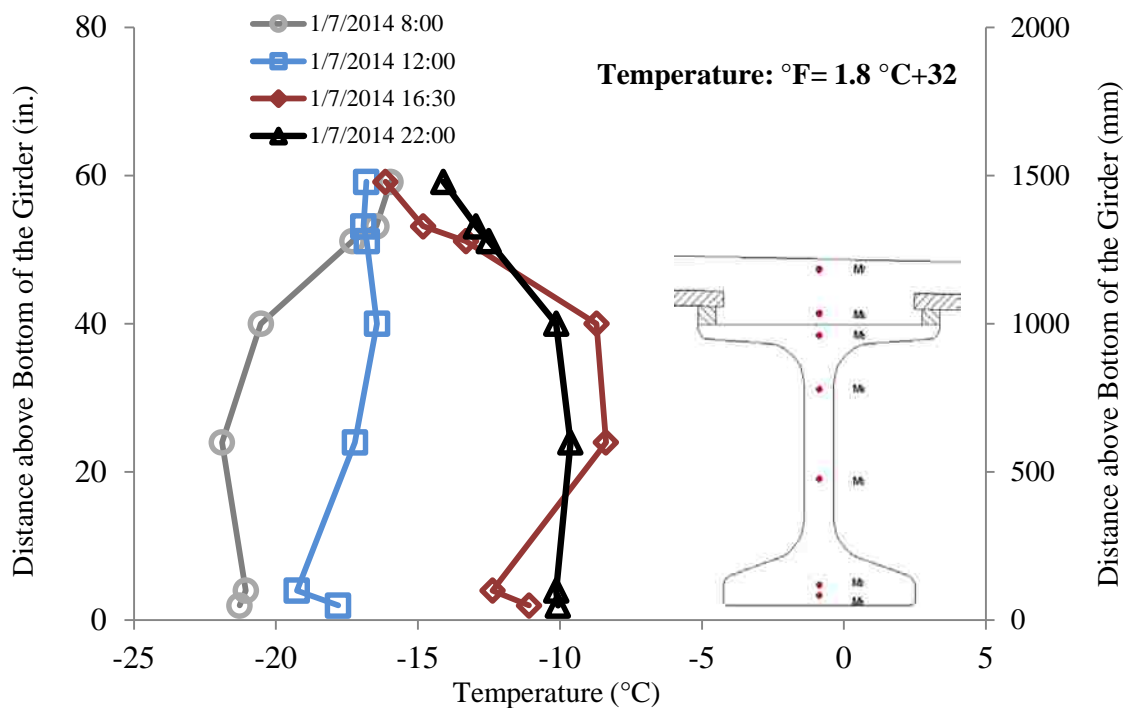 80
60
40
20
0
Distance above Bottom of the Girder (in.)
1/7/2014 8:00
1/7/2014 12:00
1/7/2014 16:30
1/7/2014 22:00
Temperature: °F= 1.8 °C+32
2000
1500
1000
500
0
Distance above Bottom of the Girder (mm)
-25 -20 -15 -10 -5 0 5
Temperature (°C)